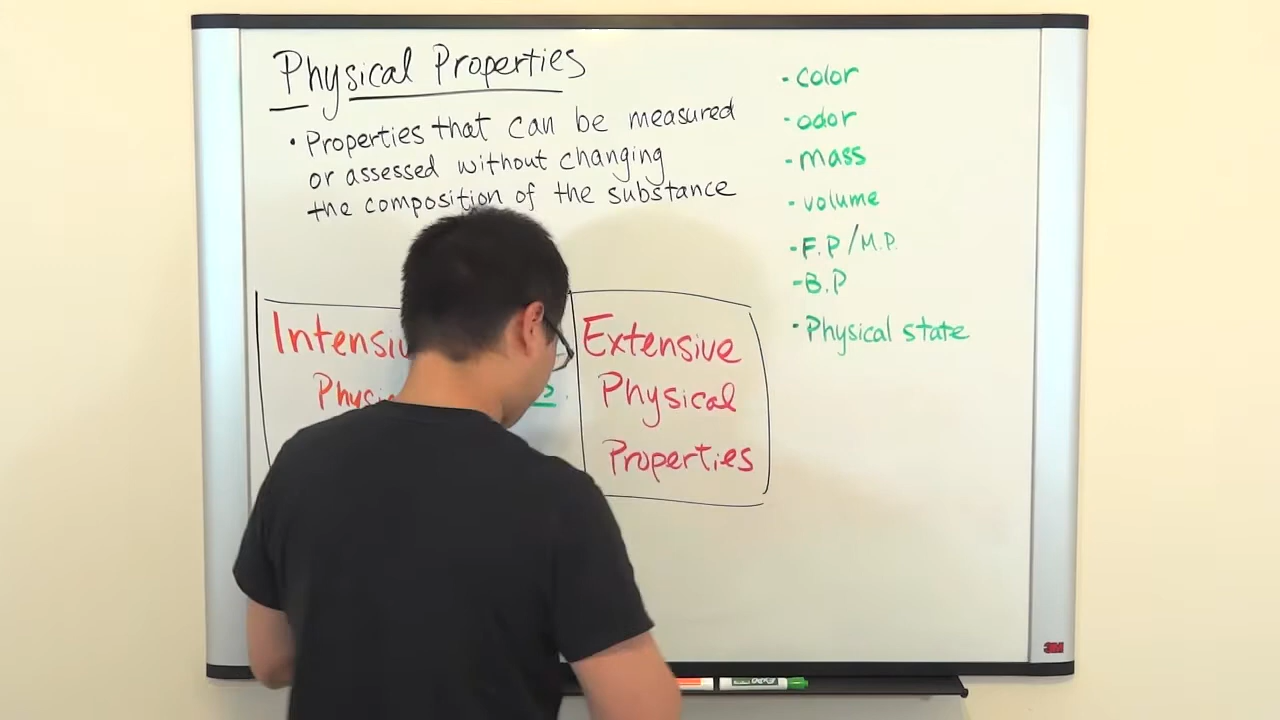 Physical Properties
• Properties that can be measured
or assessed without changing
the composition of the substance
- color
- odor
- mass
- volume
- F.P/M.P.
- B.P
· Physical state
Extensive
Physical
Properties
3M